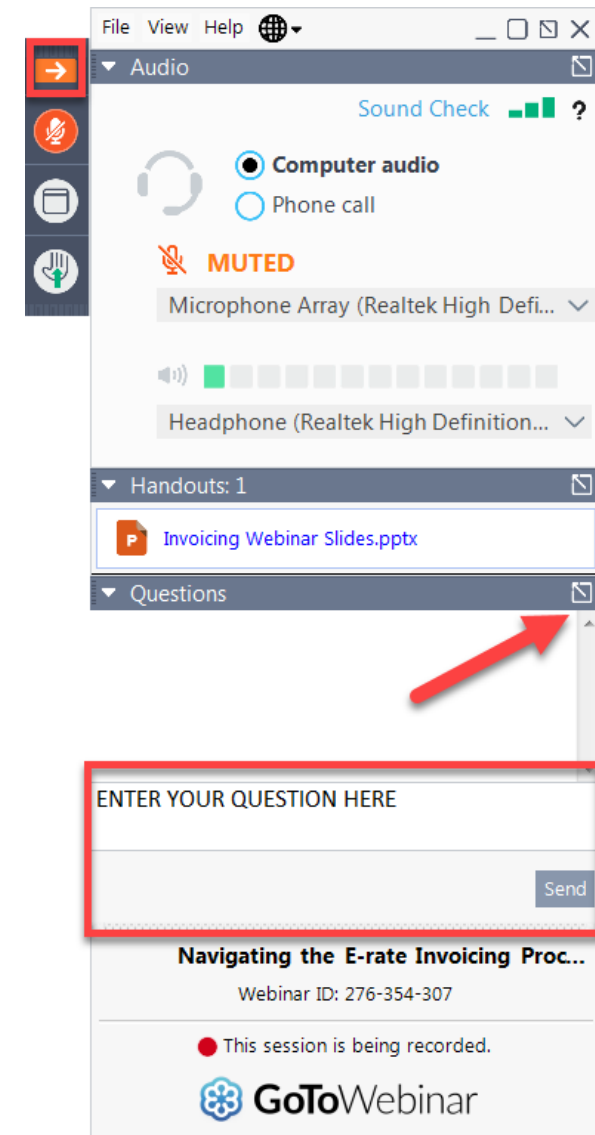 File View Help
Audio
Sound Check ?
Computer audio
Phone call
MUTED
Microphone Array (Realtek High Defi...
Headphone (Realtek High Definition...
Handouts: 1
P Invoicing Webinar Slides.pptx
Questions
ENTER YOUR QUESTION HERE
Send
Navigating the E-rate Invoicing Proc...
Webinar ID: 276-354-307
This session is being recorded.
GoToWebinar